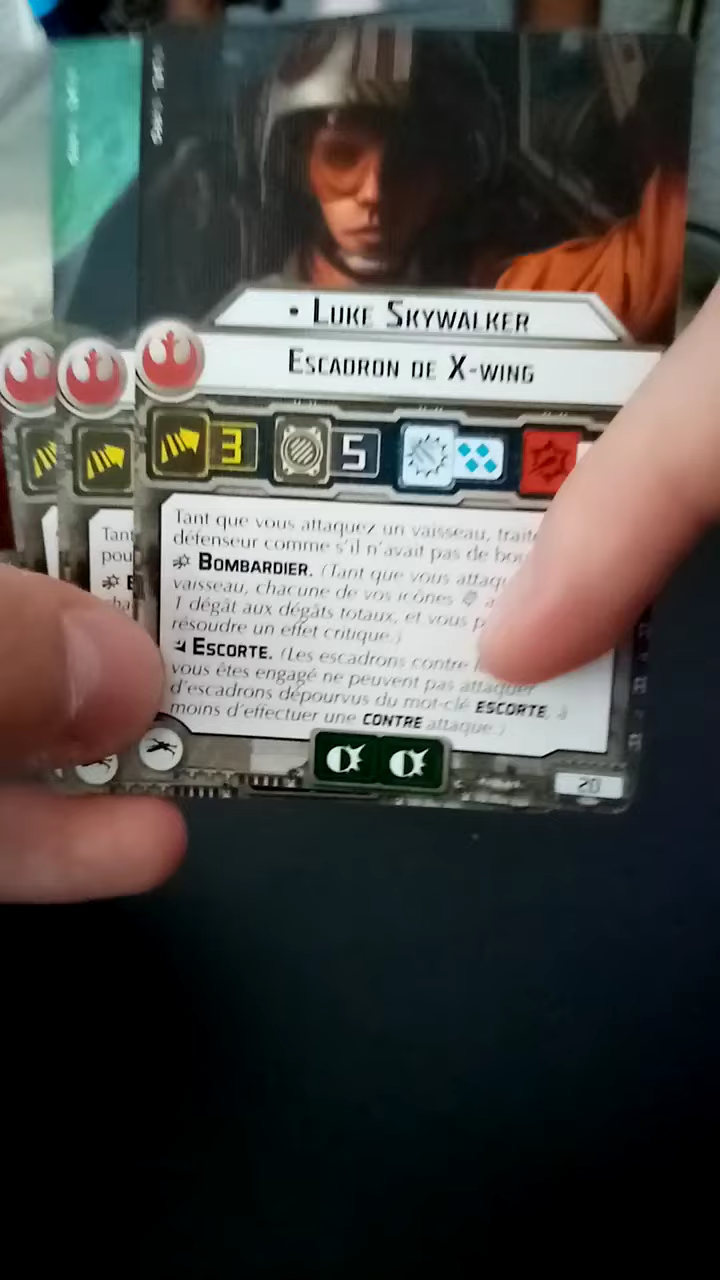 • LUKE SKYWALKER
ESCADRON DE X-WING
3 5
Tant que vous attaquez un vaisseau,
défenseur comme s'il n'avait pas de
BOMBARDIER. (Tant que vous
vaisseau, chacune de vos icônes
1 dégât aux dégâts totaux, et vous
résoudre un effet critique.)
ESCORTE. (Les escadrons contre
vous êtes engagé ne peuvent pas attaquer
d'escadrons dépourvus du mot-clé ESCORTE, à
moins d'effectuer une CONTRE attaque.)
20